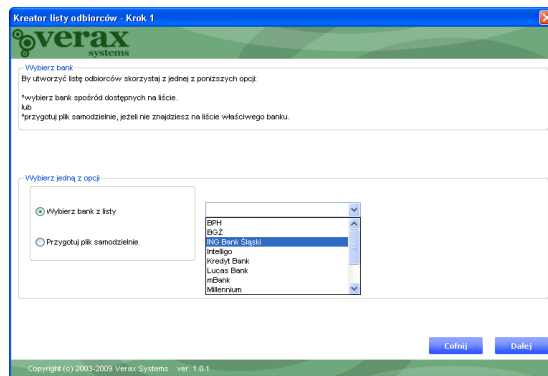 Kreator listy odbiorców - Krok 1
verax
systems
Wybierz bank
By utworzyć listę odbiorców skorzystaj z jednej z poniższych opcji:
*wybierz bank spośród dostępnych na liście.
lub
*przygotuj plik samodzielnie, jeżeli nie znajdziesz na liście właściwego banku.
Wybierz jedną z opcji
Wybierz bank z listy
Przygotuj plik samodzielnie
BPH
BGŻ
ING Bank Śląski
Inteligo
Kredyt Bank
Lucas Bank
mBank
Millennium
Cofnij
Dalej
Copyright (c) 2003-2009 Verax Systems ver. 1.0.1